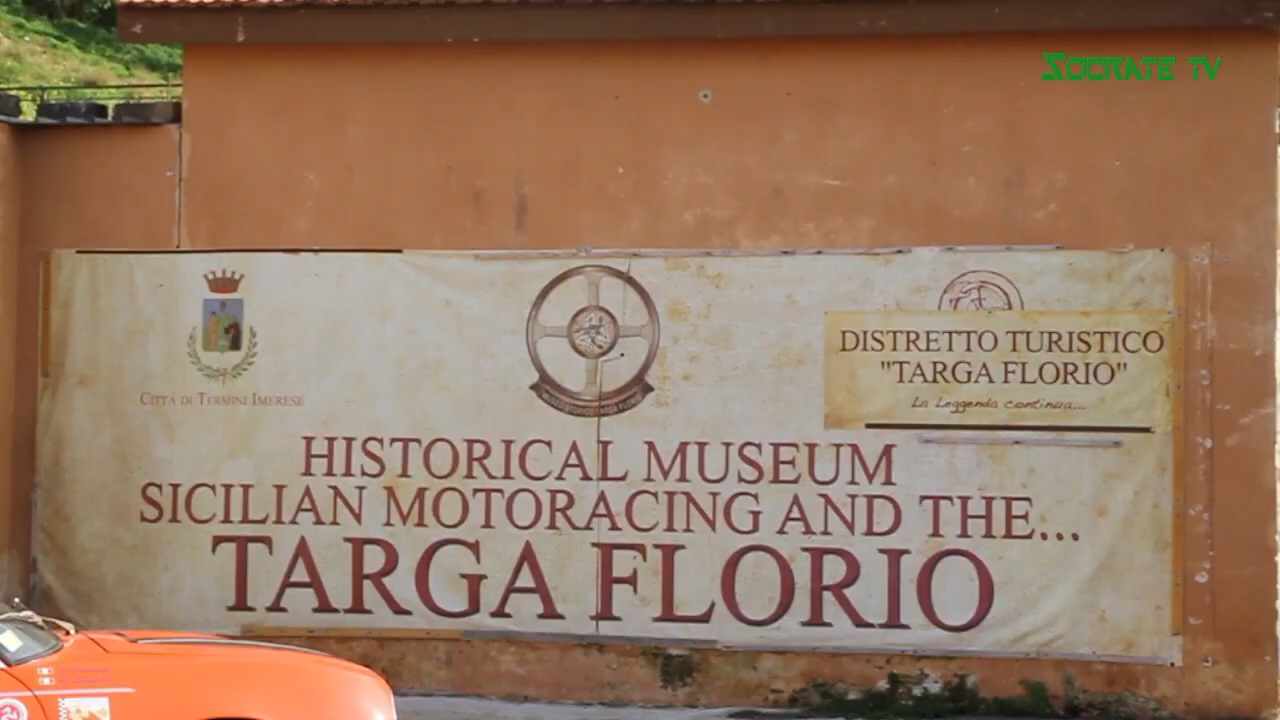 SOCRATE TV
CITTA DI TERMINI IMERESE
DISTRETTO TURISTICO
"TARGA FLORIO"
La Leggenda continua...
HISTORICAL MUSEUM
SICILIAN MOTORACING AND THE...
TARGA FLORIO